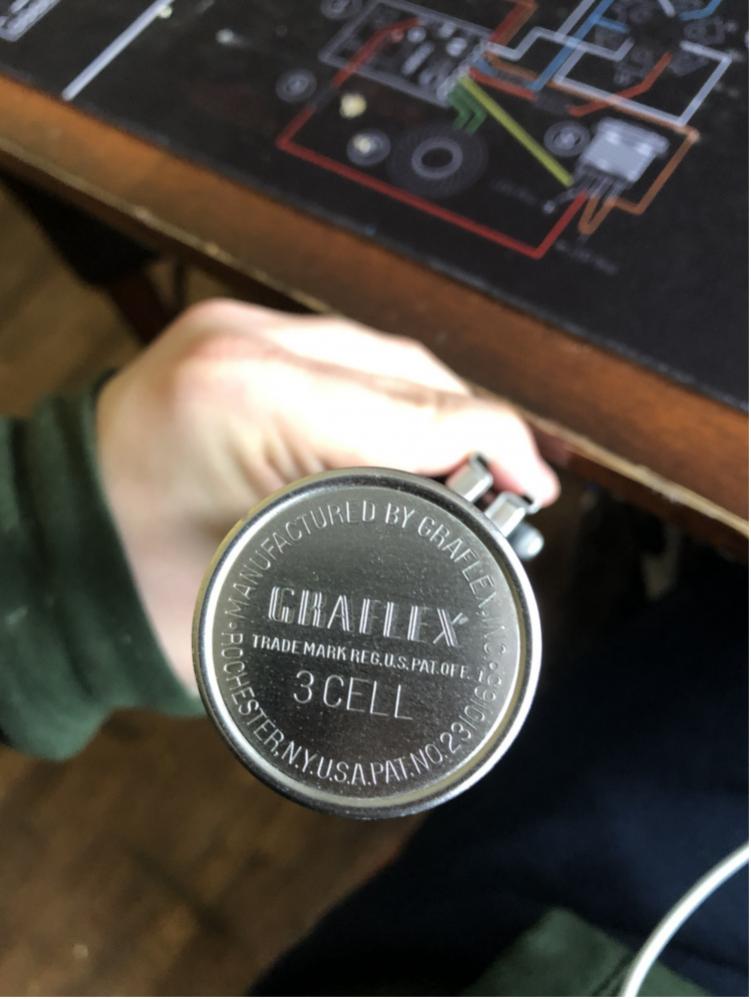 MANUFACTURED BY GRAFLEX, INC.
GRAFLEX
TRADE MARK REG. U.S. PAT. OFF.
3 CELL
ROCHESTER, N.Y. U.S.A. PAT. NO. 2310165